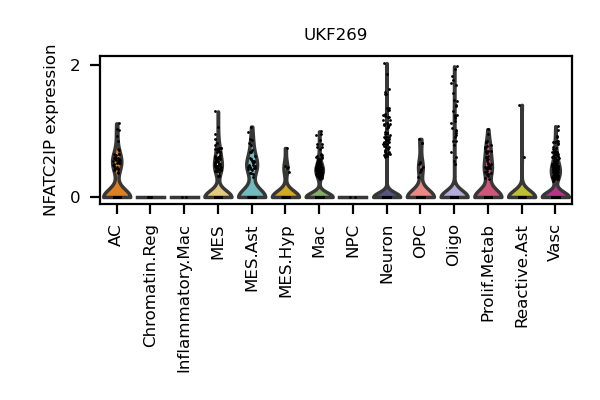 UKF269
NFATC2IP expression
2
0
AC
Chromatin.Reg
Inflammatory.Mac
MES
MES.Ast
MES.Hyp
Mac
NPC
Neuron
OPC
Oligo
Prolif.Metab
Reactive.Ast
Vasc